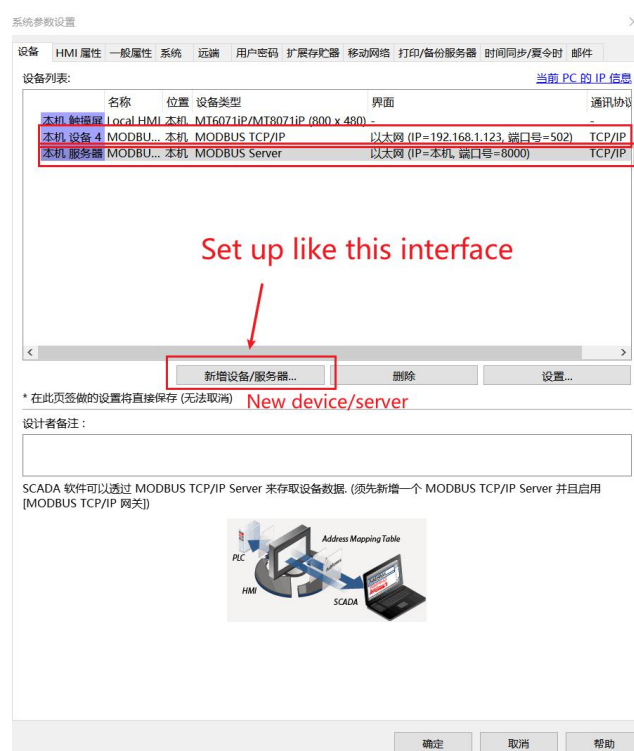 系统参数设置
设备 HMI 属性 一般属性 系统 远端 用户密码 扩展存贮器 移动网络 打印/备份服务器 时间同步/夏令时 邮件
设备列表: 当前 PC 的 IP 信息
名称 位置 设备类型 界面 通讯协议
本机 触摸屏 Local HMI 本机 MT6071iP/MT8071iP (800 x 480) - -
本机 设备 4 MODBU... 本机 MODBUS TCP/IP 以太网 (IP=192.168.1.123, 端口号=502) TCP/IP
本机 服务器 MODBU... 本机 MODBUS Server 以太网 (IP=本机, 端口号=8000) TCP/IP
Set up like this interface
新增设备/服务器... 删除 设置...
* 在此页签做的设置将直接保存 (无法取消)
New device/server
设计者备注 :
SCADA 软件可以透过 MODBUS TCP/IP Server 来存取设备数据. (须先新增一个 MODBUS TCP/IP Server 并且启用
[MODBUS TCP/IP 网关])
Address Mapping Table
PLC
HMI
SCADA
确定 取消 帮助